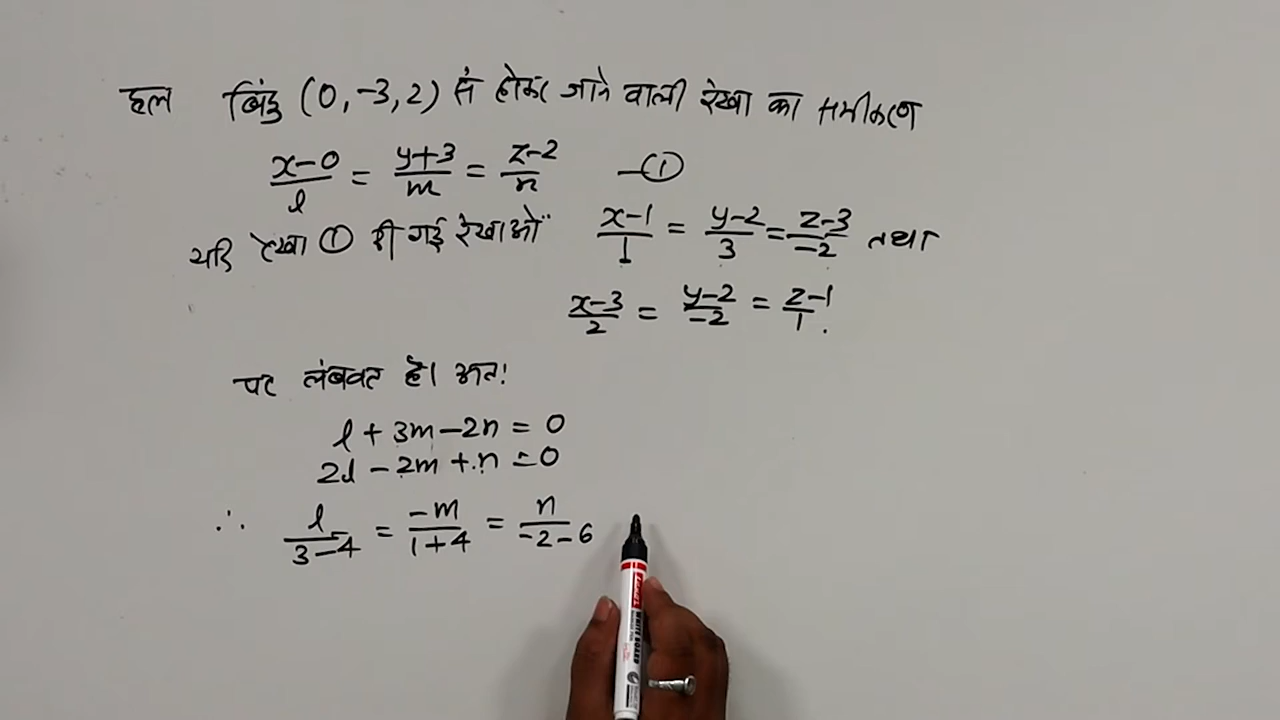 हल बिंदु (0, -3, 2) से होकर जाने वाली रेखा का समीकरण
x-0/l = y+3/m = z-2/n —①
यदि रेखा ① दी गई रेखाओं x-1/1 = y-2/3 = z-3/-2 तथा
x-3/2 = y-2/-2 = z-1/1.
पर लंबवत है। अतः
l + 3m - 2n = 0
2l - 2m + n = 0
∴ l/3-4 = -m/1+4 = n/-2-6